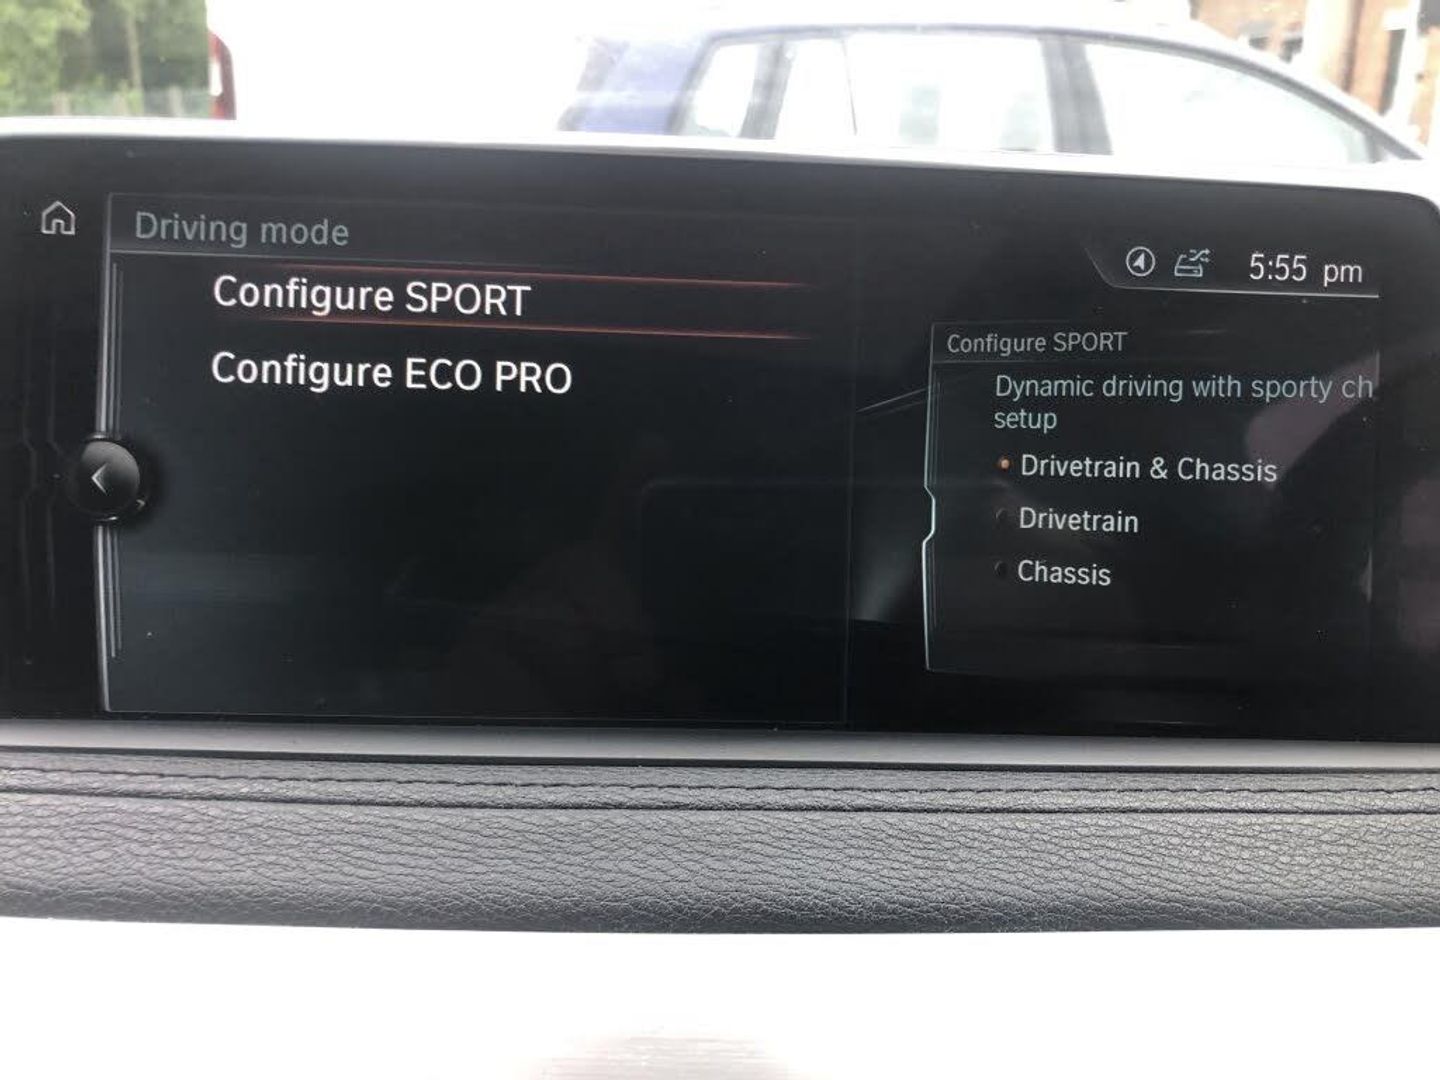 Driving mode
5:55 pm
Configure SPORT
Configure ECO PRO
Configure SPORT
Dynamic driving with sporty ch
setup
Drivetrain & Chassis
Drivetrain
Chassis